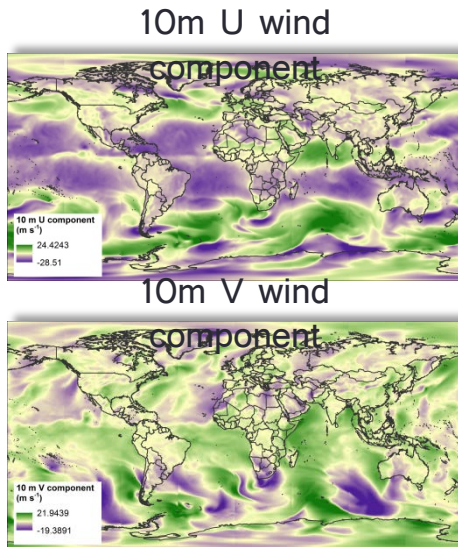 10m U wind
component
10 m U component
(m s⁻¹)
24.4243
-28.51
10m V wind
component
10 m V component
(m s⁻¹)
21.9439
-19.3891